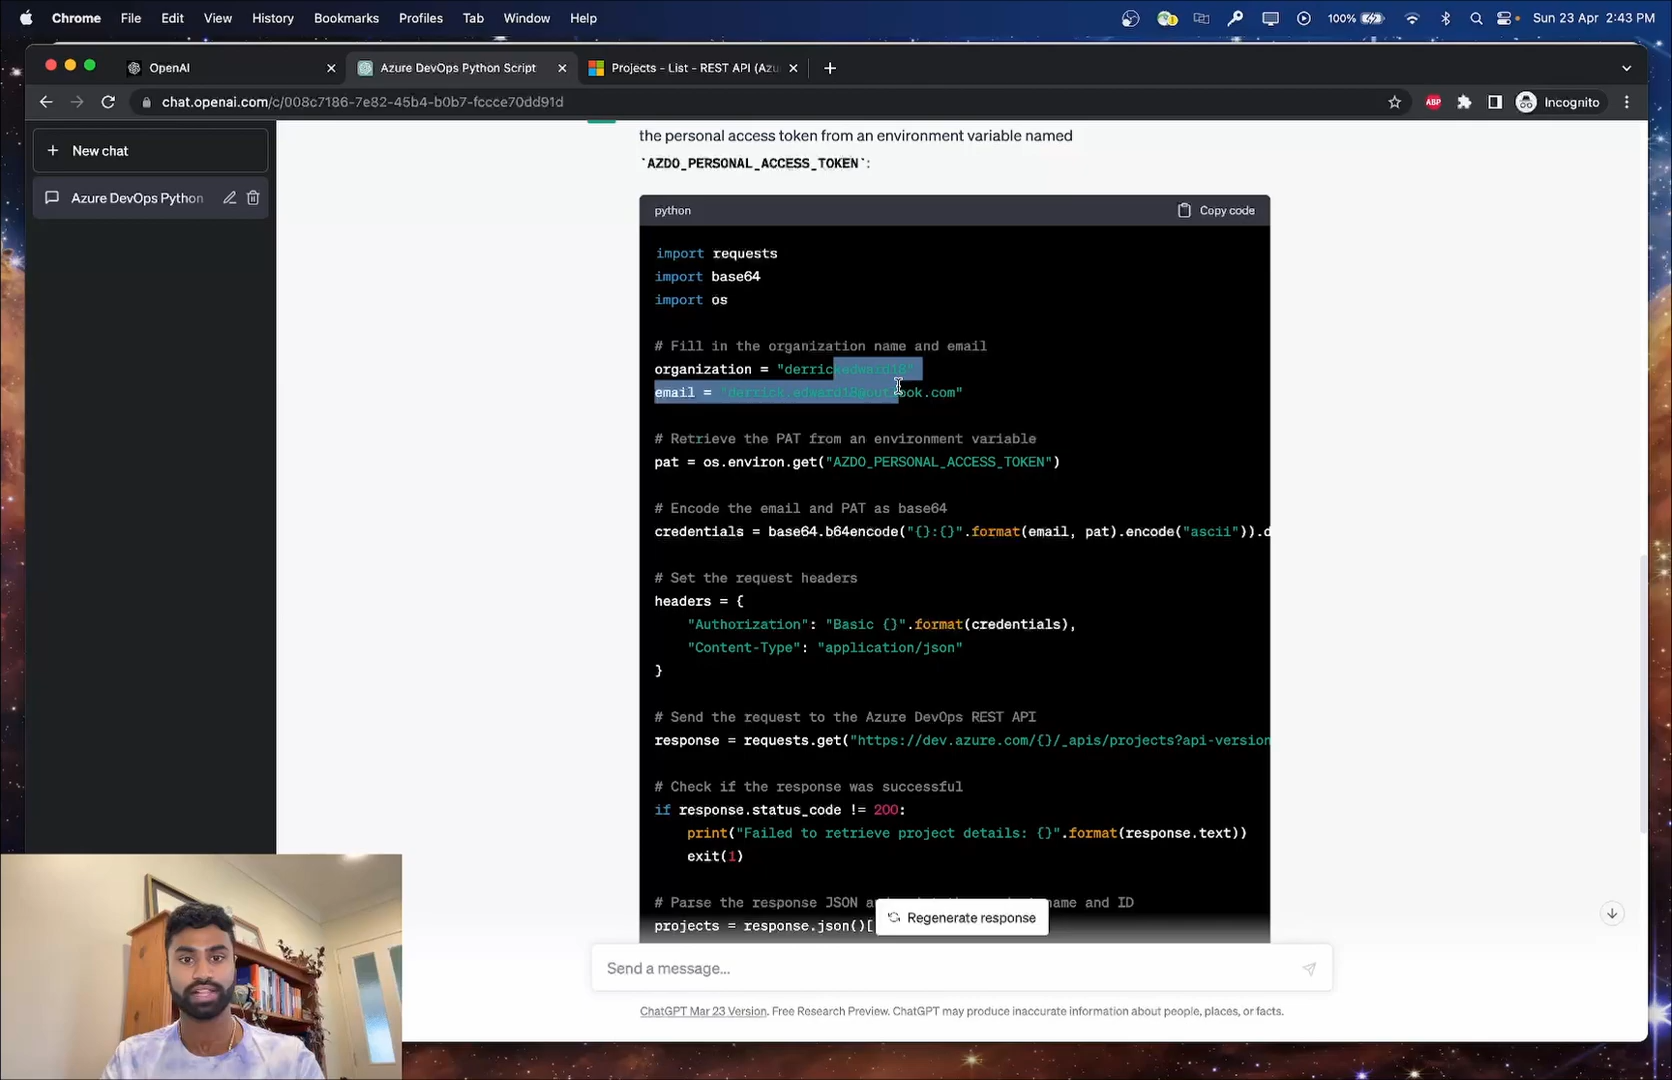 Chrome File Edit View History Bookmarks Profiles Tab Window Help 100% Sun 23 Apr 2:43 PM
OpenAI Azure DevOps Python Script Projects - List - REST API (Azu
chat.openai.com/c/008c7186-7e82-45b4-b0b7-fccce70dd91d ABP Incognito
New chat
Azure DevOps Python
the personal access token from an environment variable named
`AZDO_PERSONAL_ACCESS_TOKEN`:
python Copy code
import requests
import base64
import os
# Fill in the organization name and email
organization = "derrickedward18"
email = "derrick.edward18@outlook.com"
# Retrieve the PAT from an environment variable
pat = os.environ.get("AZDO_PERSONAL_ACCESS_TOKEN")
# Encode the email and PAT as base64
credentials = base64.b64encode("{}:{}".format(email, pat).encode("ascii")).d
# Set the request headers
headers = {
"Authorization": "Basic {}".format(credentials),
"Content-Type": "application/json"
}
# Send the request to the Azure DevOps REST API
response = requests.get("https://dev.azure.com/{}/_apis/projects?api-version
# Check if the response was successful
if response.status_code != 200:
print("Failed to retrieve project details: {}".format(response.text))
exit(1)
# Parse the response JSON ame and ID
projects = response.json()[
Regenerate response
Send a message...
ChatGPT Mar 23 Version. Free Research Preview. ChatGPT may produce inaccurate information about people, places, or facts.